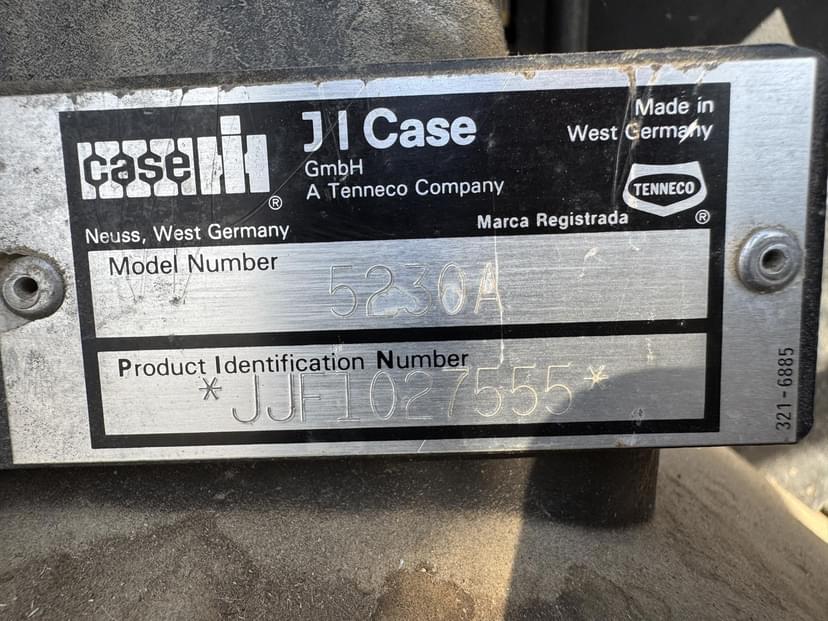 case IH ®
J I Case
GmbH
A Tenneco Company
Made in
West Germany
TENNECO ®
Neuss, West Germany
Marca Registrada
Model Number
5230A
Product Identification Number
*JJF1027555*
321-6885